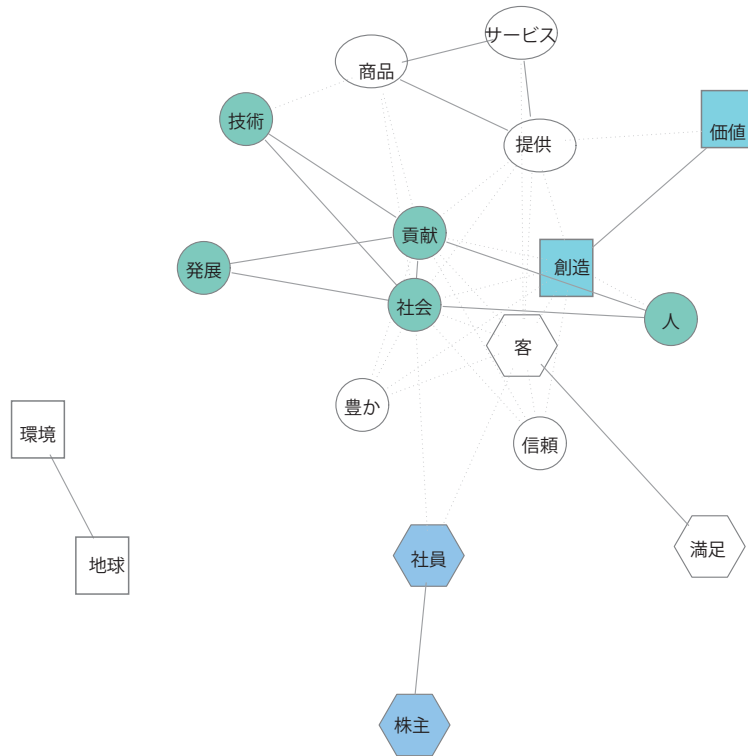 サービス
商品
技術
価値
提供
貢献
創造
発展
社会
人
客
豊か
環境
信頼
満足
社員
地球
株主